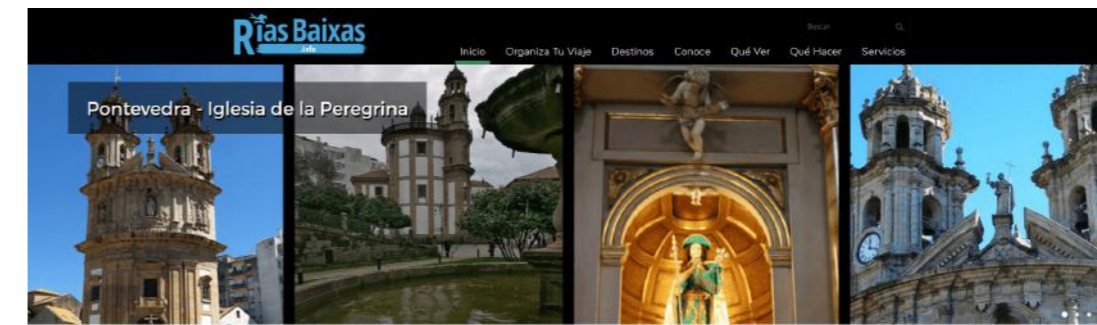 Rías Baixas
.info
Buscar
Inicio Organiza Tu Viaje Destinos Conoce Qué Ver Qué Hacer Servicios
Pontevedra - Iglesia de la Peregrina